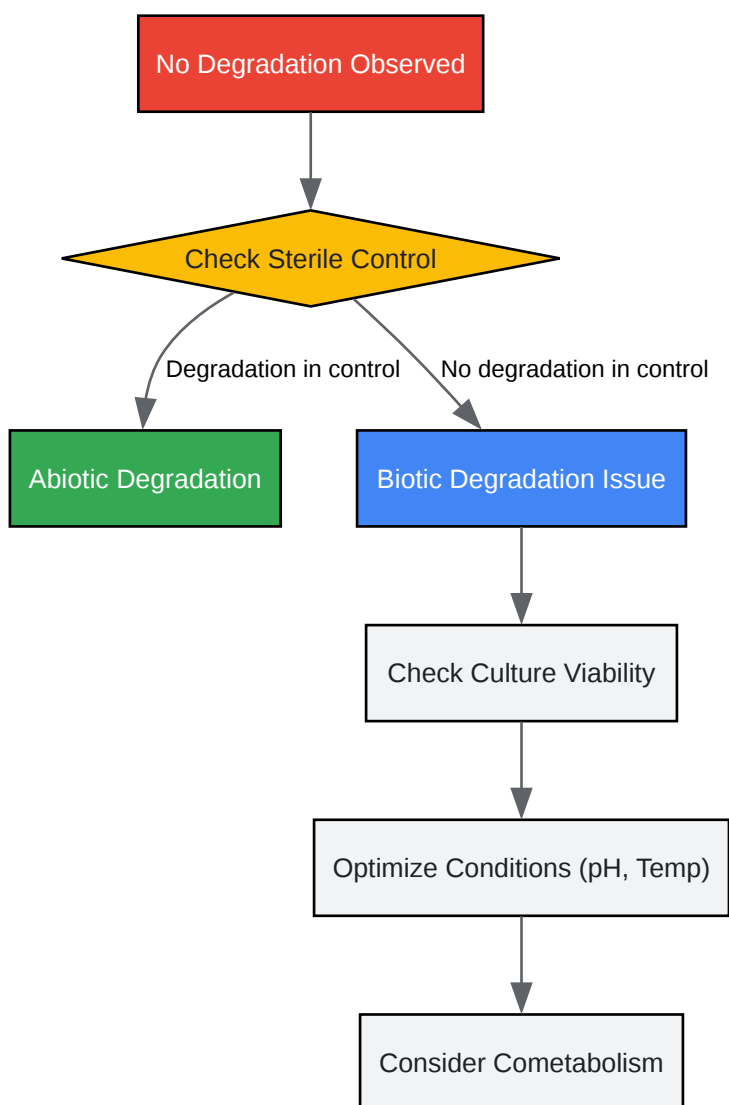 No Degradation Observed
Check Sterile Control
Degradation in control
No degradation in control
Abiotic Degradation
Biotic Degradation Issue
Check Culture Viability
Optimize Conditions (pH, Temp)
Consider Cometabolism